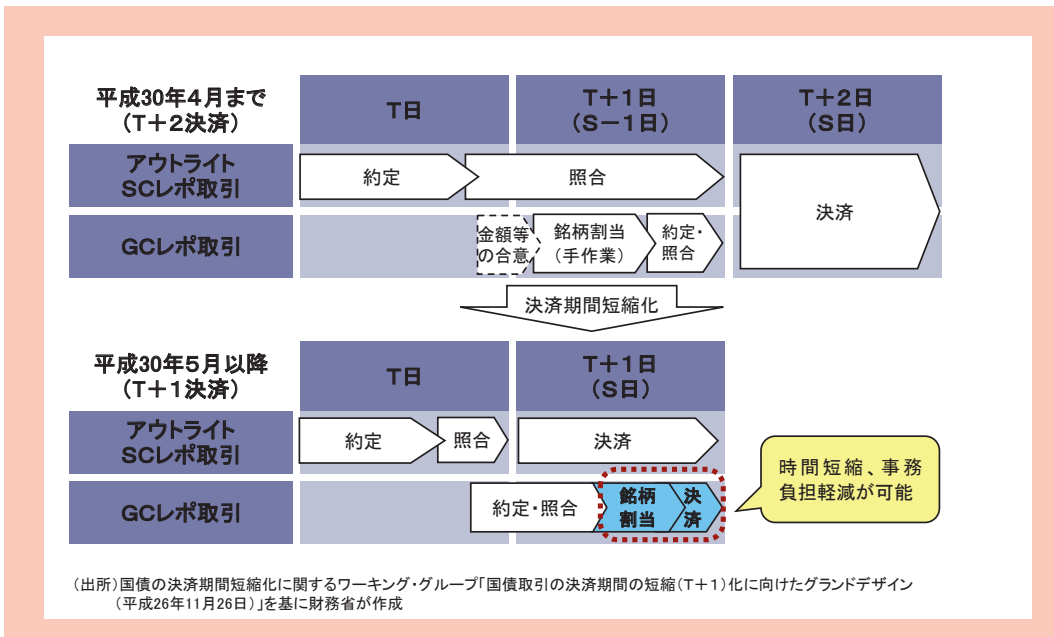 平成30年4月まで
（T＋2決済）
T日
T＋1日
（S－1日）
T＋2日
（S日）
アウトライト
SCレポ取引
約定
照合
決済
GCレポ取引
金額等
の合意
銘柄割当
（手作業）
約定・
照合
決済期間短縮化
平成30年5月以降
（T＋1決済）
T日
T＋1日
（S日）
アウトライト
SCレポ取引
約定
照合
決済
GCレポ取引
約定・照合
銘柄
割当
決
済
時間短縮、事務
負担軽減が可能
（出所）国債の決済期間短縮化に関するワーキング・グループ「国債取引の決済期間の短縮（T＋1）化に向けたグランドデザイン
（平成26年11月26日）」を基に財務省が作成